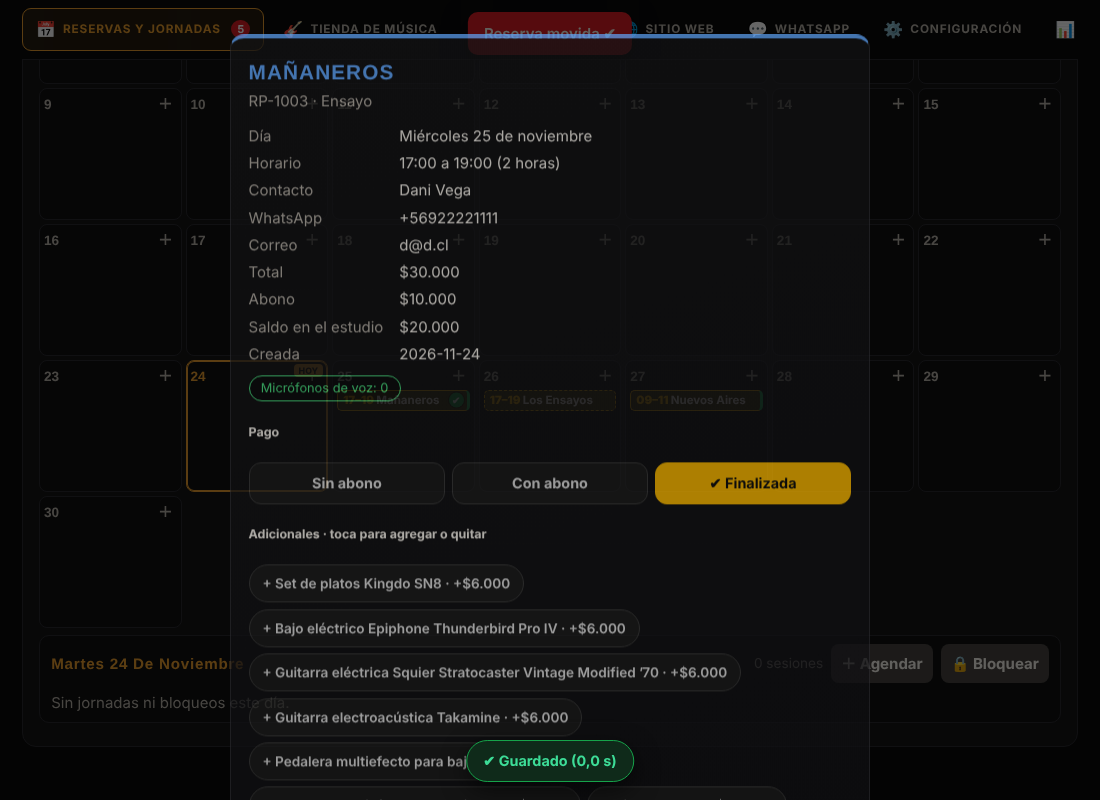 RESERVAS Y JORNADAS 5
TIENDA DE MÚSICA
Reserva movida ✔
SITIO WEB
WHATSAPP
CONFIGURACIÓN
MAÑANEROS
RP-1003 · Ensayo
Día Miércoles 25 de noviembre
Horario 17:00 a 19:00 (2 horas)
Contacto Dani Vega
WhatsApp +56922221111
Correo d@d.cl
Total $30.000
Abono $10.000
Saldo en el estudio $20.000
Creada 2026-11-24
Micrófonos de voz: 0
Pago
Sin abono
Con abono
✔ Finalizada
Adicionales · toca para agregar o quitar
+ Set de platos Kingdo SN8 · +$6.000
+ Bajo eléctrico Epiphone Thunderbird Pro IV · +$6.000
+ Guitarra eléctrica Squier Stratocaster Vintage Modified '70 · +$6.000
+ Guitarra electroacústica Takamine · +$6.000
+ Pedalera multiefecto para baj
✔ Guardado (0,0 s)
9 + 10 + 12 + 13 + 14 + 15 +
16 + 17 + 18 + 19 + 20 + 21 + 22 +
23 + 24 HOY 25 + 26 + 27 + 28 + 29 +
17–19 Mañaneros
17–19 Los Ensayos
09–11 Nuevos Aires
30 +
Martes 24 De Noviembre
0 sesiones
+ Agendar
Bloquear
Sin jornadas ni bloqueos este día.